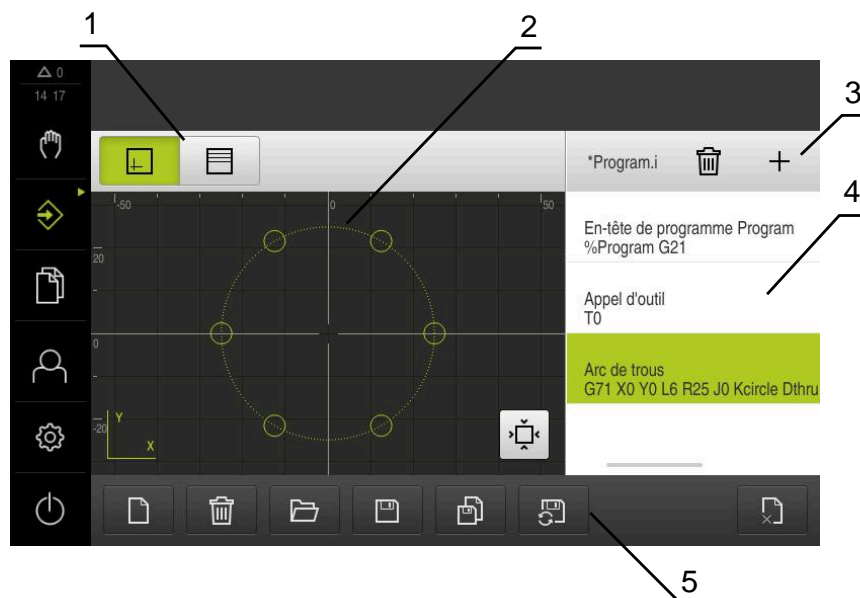 1
2
3
4
5
0
14 17
*Program.i
-50
0
50
20
0
-20
Y
X
En-tête de programme Program
%Program G21
Appel d'outil
T0
Arc de trous
G71 X0 Y0 L6 R25 J0 Kcircle Dthru